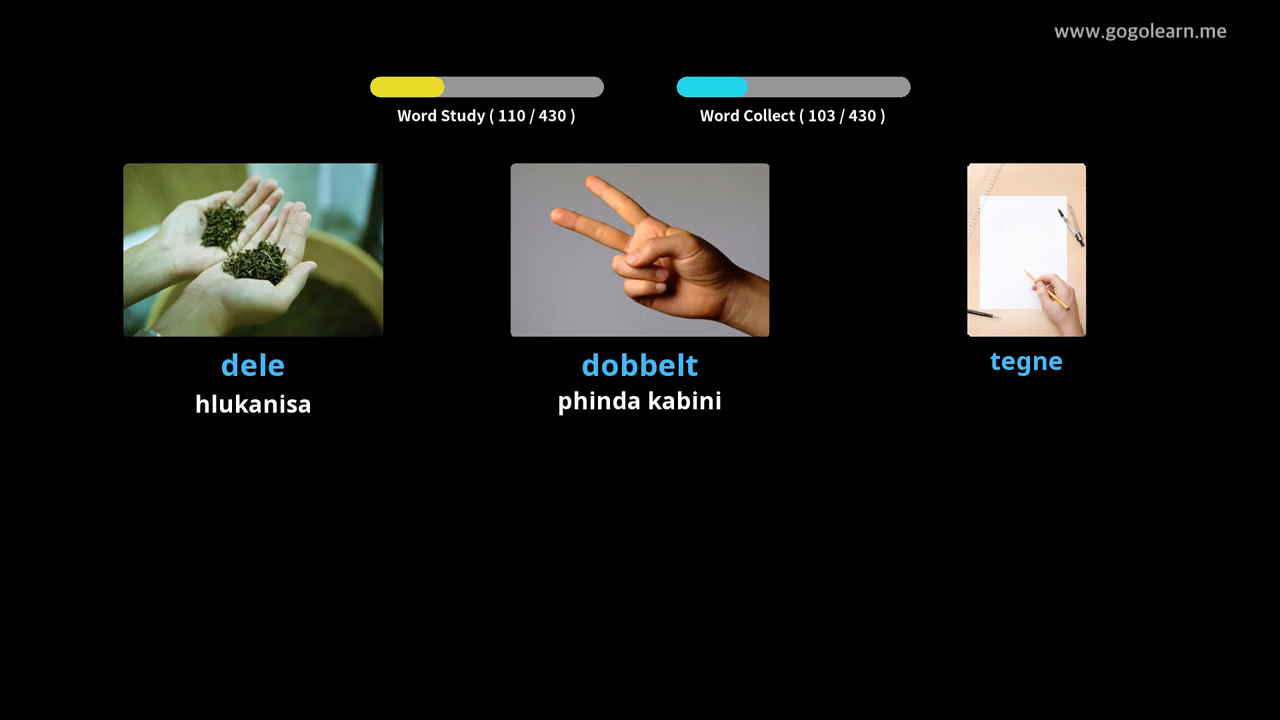 www.gogolearn.me
Word Study ( 110 / 430 )
Word Collect ( 103 / 430 )
dele
hlukanisa
dobbelt
phinda kabini
tegne